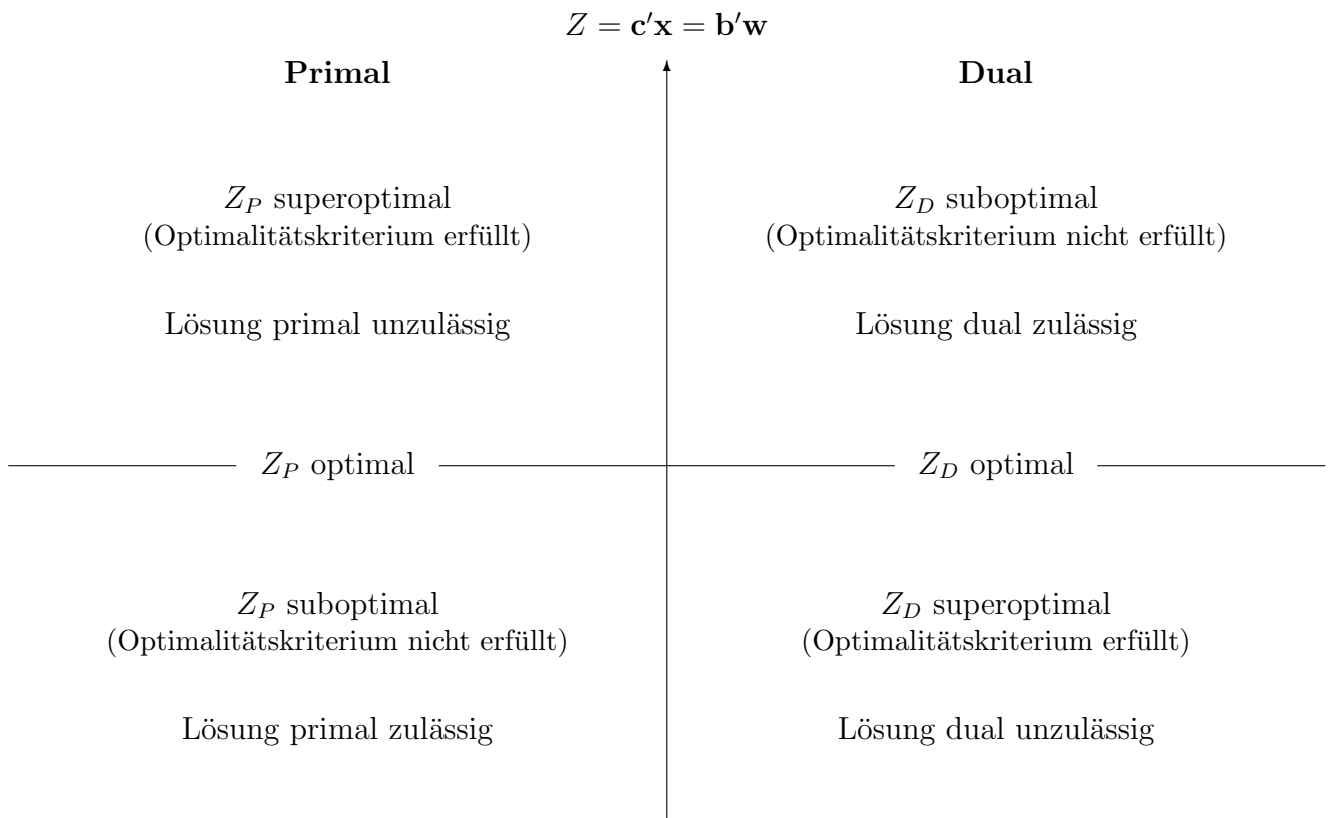 Z = c′x = b′w
Primal
Dual
Z_P superoptimal
(Optimalitätskriterium erfüllt)
Lösung primal unzulässig
Z_D suboptimal
(Optimalitätskriterium nicht erfüllt)
Lösung dual zulässig
Z_P optimal
Z_D optimal
Z_P suboptimal
(Optimalitätskriterium nicht erfüllt)
Lösung primal zulässig
Z_D superoptimal
(Optimalitätskriterium erfüllt)
Lösung dual unzulässig